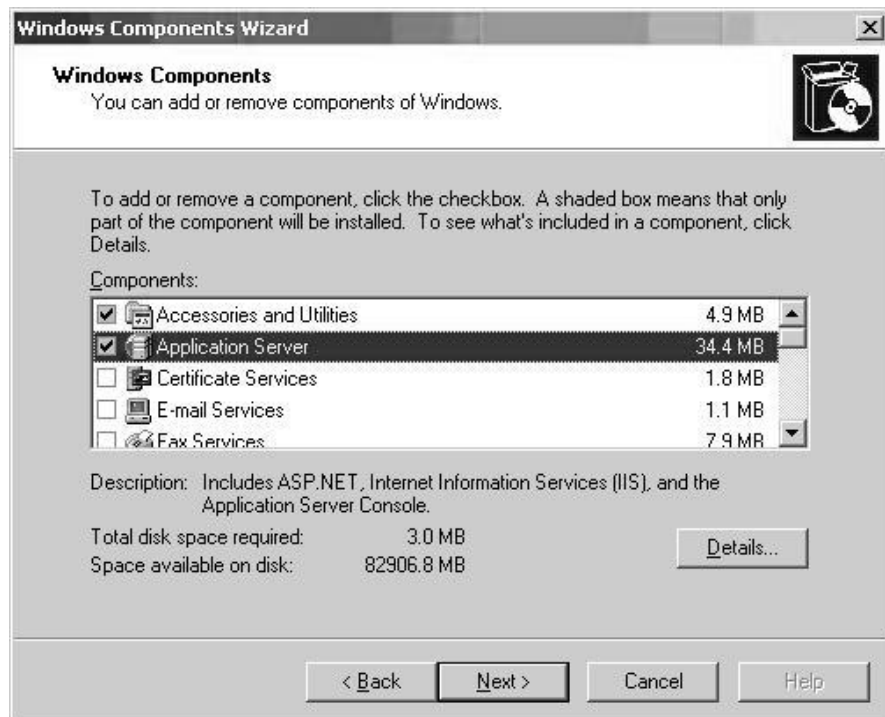 Windows Components Wizard
Windows Components
You can add or remove components of Windows.
To add or remove a component, click the checkbox. A shaded box means that only
part of the component will be installed. To see what's included in a component, click
Details.
Components:
Accessories and Utilities 4.9 MB
Application Server 34.4 MB
Certificate Services 1.8 MB
E-mail Services 1.1 MB
Fax Services 7.9 MB
Description: Includes ASP.NET, Internet Information Services (IIS), and the
Application Server Console.
Total disk space required: 3.0 MB
Space available on disk: 82906.8 MB
Details...
< Back Next > Cancel Help